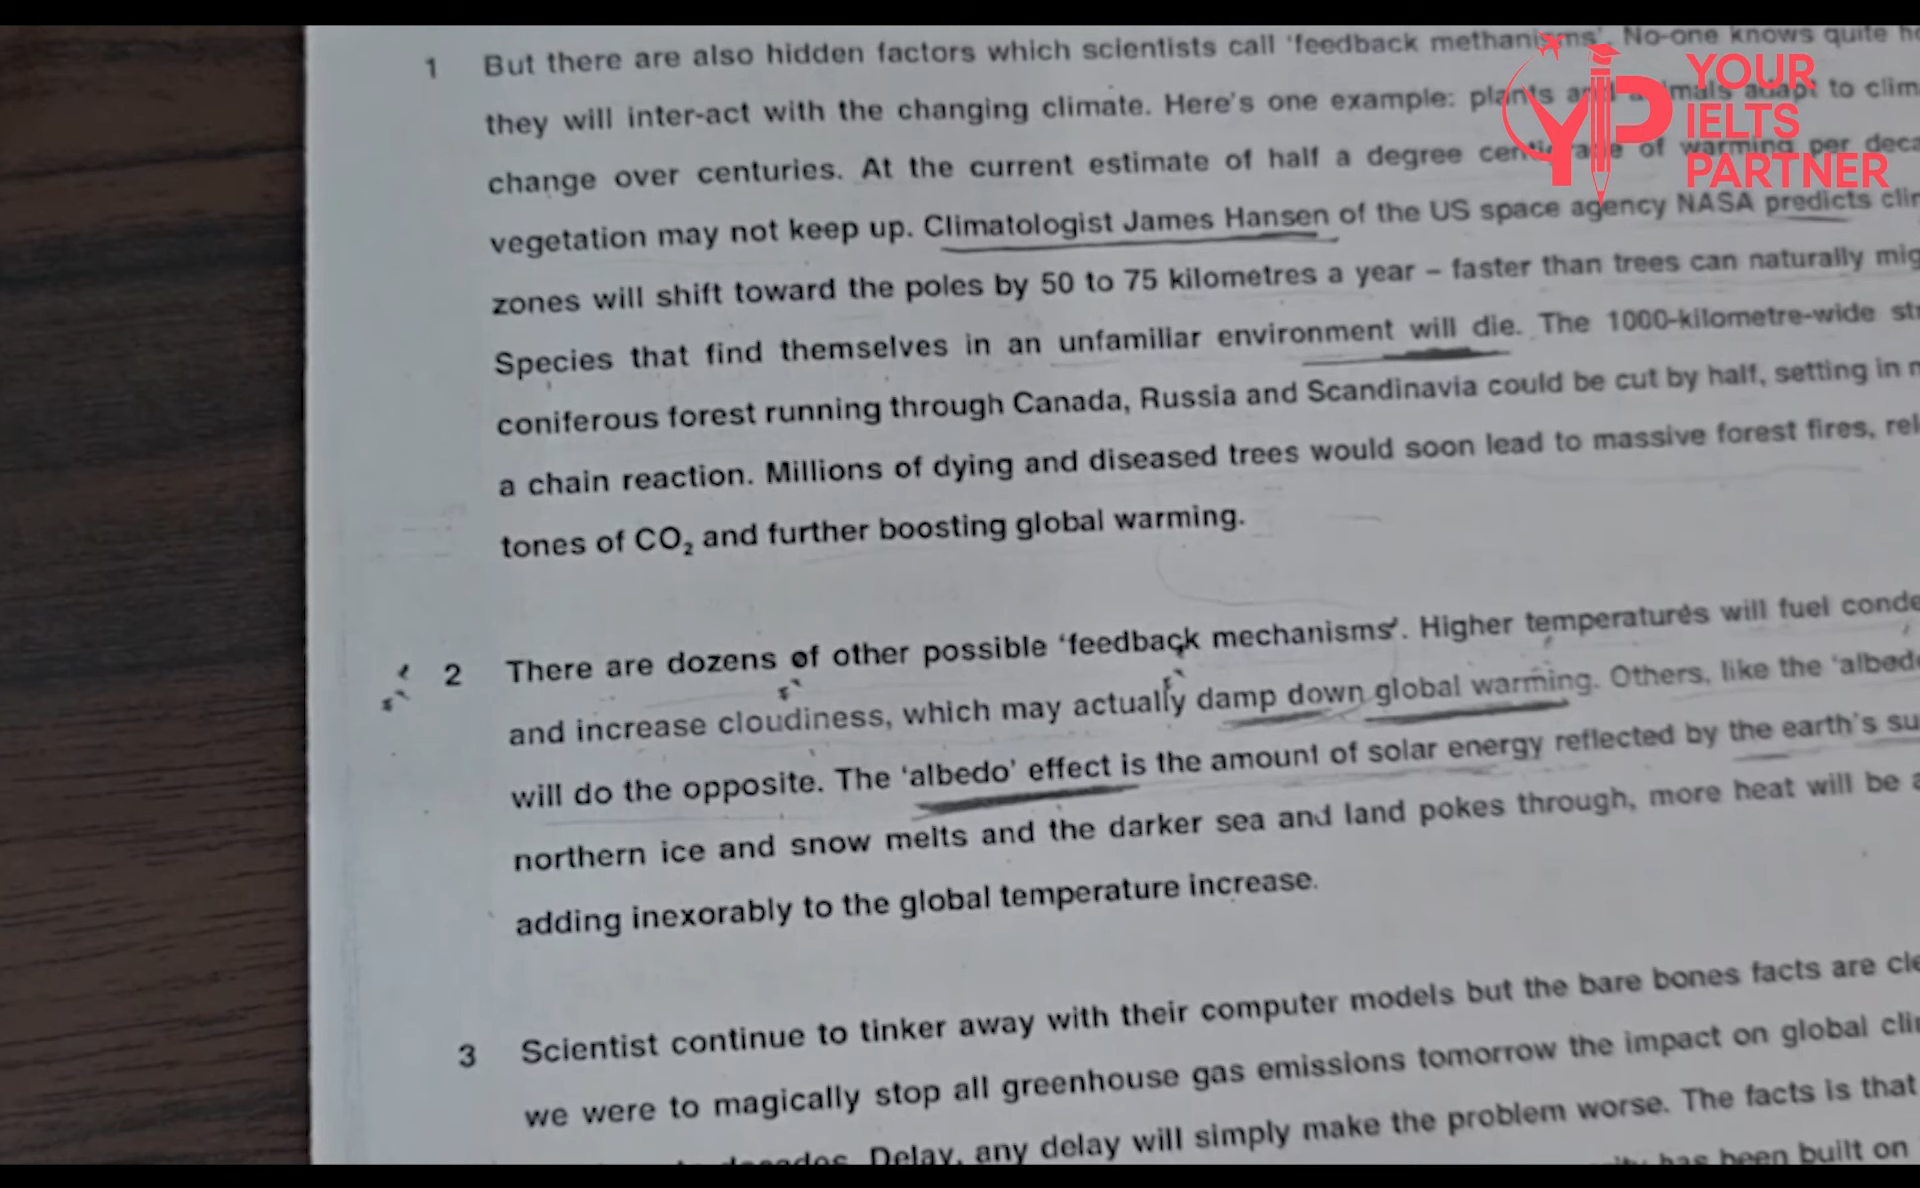 1 But there are also hidden factors which scientists call 'feedback methanisms'. No-one knows quite
they will inter-act with the changing climate. Here's one example: plants to
change over centuries. At the current estimate of half a degree of warming per
vegetation may not keep up. Climatologist James Hansen of the US space agency NASA predicts
zones will shift toward the poles by 50 to 75 kilometres a year – faster than trees can naturally
Species that find themselves in an unfamiliar environment will die. The 1000-kilometre-wide
coniferous forest running through Canada, Russia and Scandinavia could be cut by half, setting in
a chain reaction. Millions of dying and diseased trees would soon lead to massive forest fires,
tones of CO₂ and further boosting global warming.
2 There are dozens of other possible 'feedback mechanisms'. Higher temperatures will fuel
and increase cloudiness, which may actually damp down global warming. Others, like the
will do the opposite. The 'albedo' effect is the amount of solar energy reflected by the earth's
northern ice and snow melts and the darker sea and land pokes through, more heat will be
adding inexorably to the global temperature increase.
3 Scientist continue to tinker away with their computer models but the bare bones facts are
we were to magically stop all greenhouse gas emissions tomorrow the impact on global
decades. Delay, any delay will simply make the problem worse. The facts is that
has been built on
YP YOUR
IELTS
PARTNER